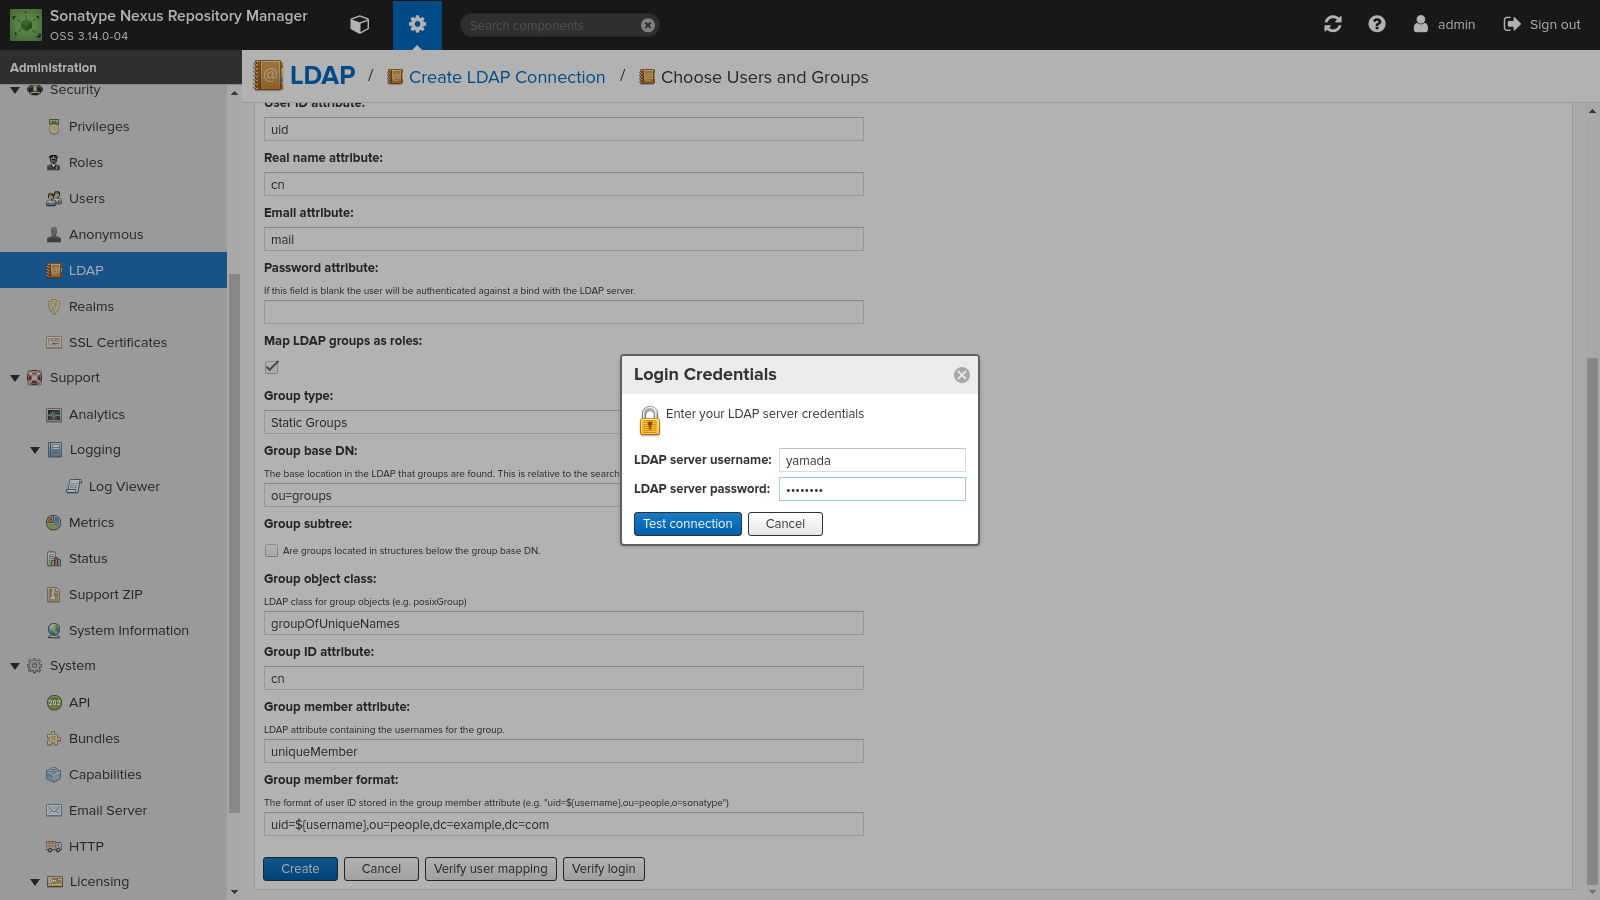 Sonatype Nexus Repository Manager
OSS 3.14.0-04
Search components
admin
Sign out
Administration
Security
Privileges
Roles
Users
Anonymous
LDAP
Realms
SSL Certificates
Support
Analytics
Logging
Log Viewer
Metrics
Status
Support ZIP
System Information
System
API
Bundles
Capabilities
Email Server
HTTP
Licensing
LDAP / Create LDAP Connection / Choose Users and Groups
User ID attribute:
uid
Real name attribute:
cn
Email attribute:
mail
Password attribute:
If this field is blank the user will be authenticated against a bind with the LDAP server.
Map LDAP groups as roles:
Group type:
Static Groups
Group base DN:
The base location in the LDAP that groups are found. This is relative to the search
ou=groups
Group subtree:
Are groups located in structures below the group base DN.
Group object class:
LDAP class for group objects (e.g. posixGroup)
groupOfUniqueNames
Group ID attribute:
cn
Group member attribute:
LDAP attribute containing the usernames for the group.
uniqueMember
Group member format:
The format of user ID stored in the group member attribute (e.g. "uid=${username},ou=people,o=sonatype")
uid=${username},ou=people,dc=example,dc=com
Create
Cancel
Verify user mapping
Verify login
Login Credentials
Enter your LDAP server credentials
LDAP server username: yamada
LDAP server password: ••••••••
Test connection
Cancel